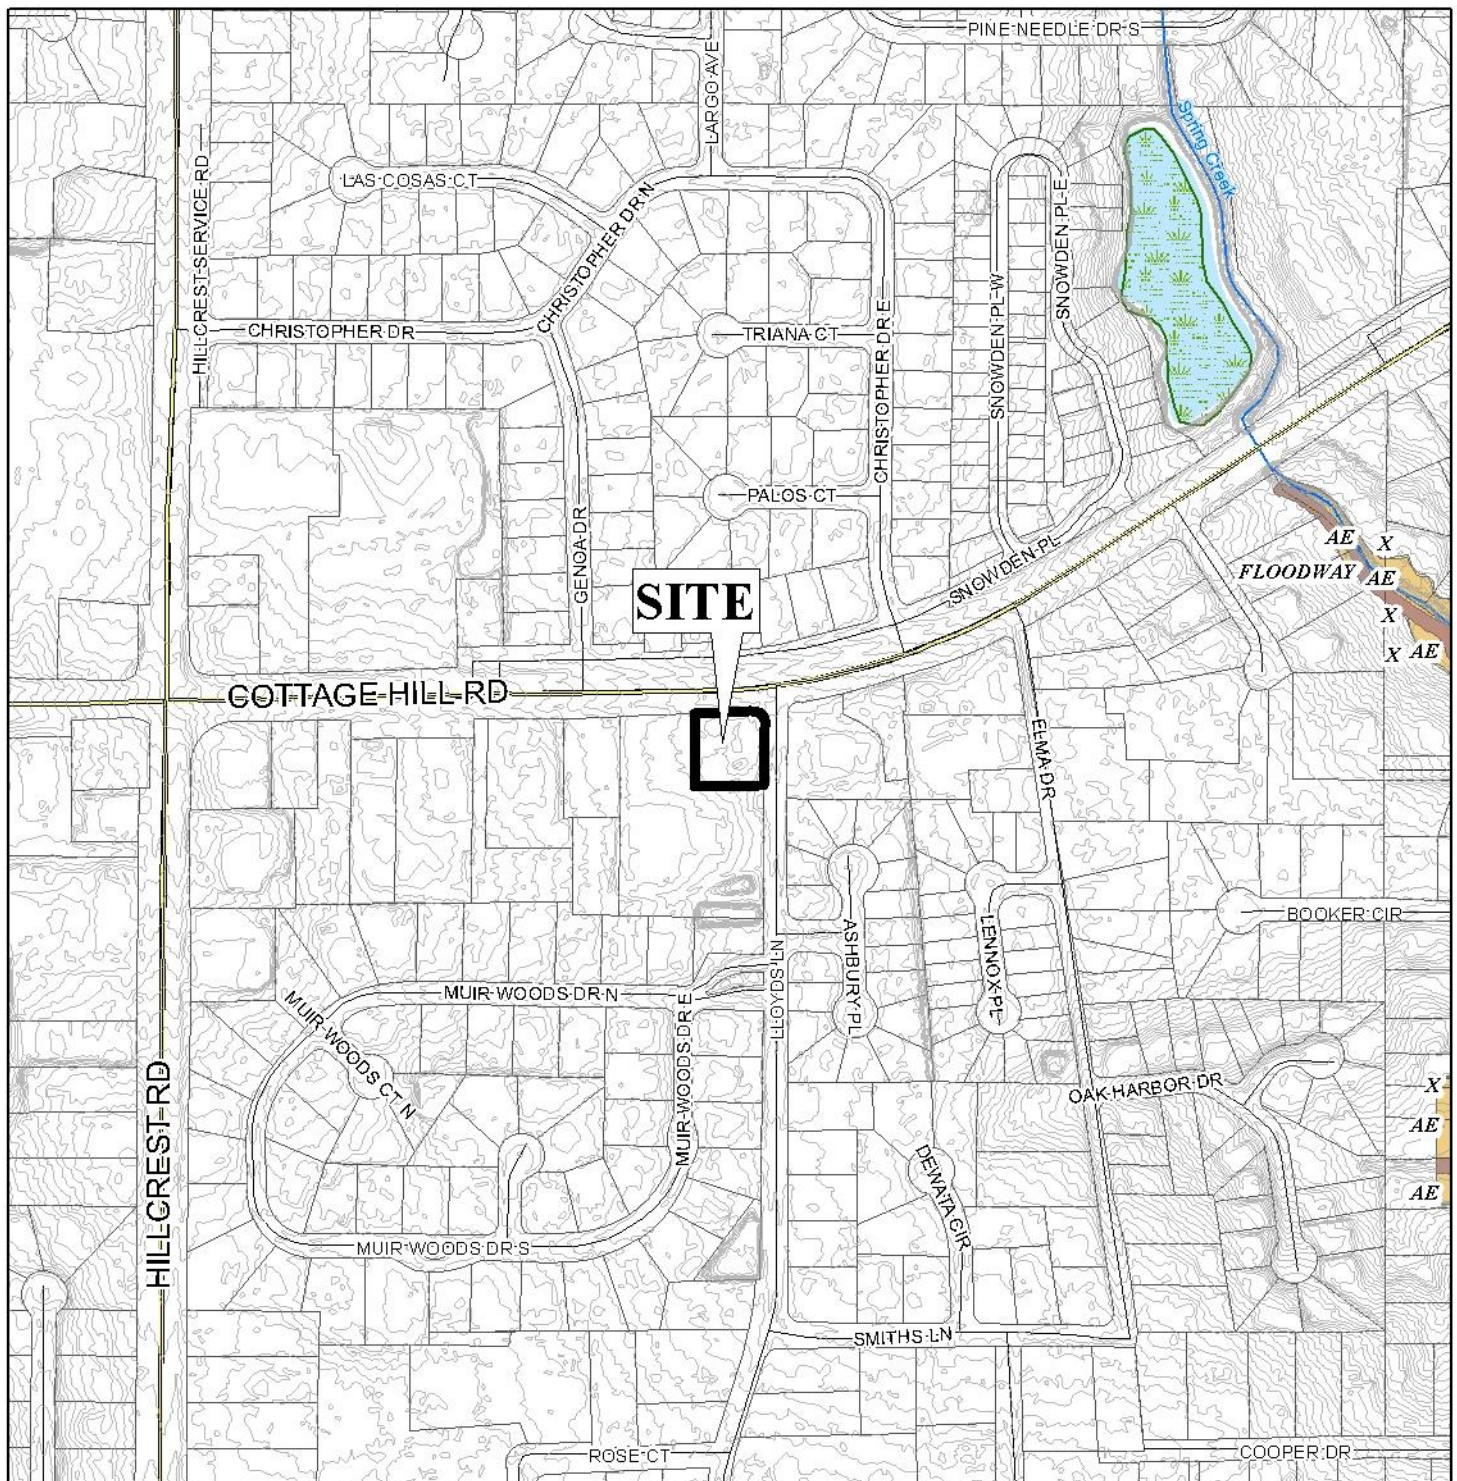 PINE NEEDLE DR S
LARGO AVE
Spring Creek
HILLCREST SERVICE RD
LAS COSAS CT
CHRISTOPHER DR N
SNOWDEN PL E
SNOWDEN PL W
CHRISTOPHER DR
TRIANA CT
CHRISTOPHER DR E
PALOS CT
GENOA DR
SNOWDEN PL
SITE
AE
X
FLOODWAY
AE
X
X
AE
COTTAGE HILL RD
ELMA DR
BOOKER CIR
ASHBURY PL
LENNOX PL
LLOYDS LN
MUIR WOODS DR N
MUIR WOODS DR E
MUIR WOODS CT N
OAK HARBOR DR
X
AE
AE
HILLCREST RD
DEWATA CIR
MUIR WOODS DR S
SMITHS LN
ROSE CT
COOPER DR